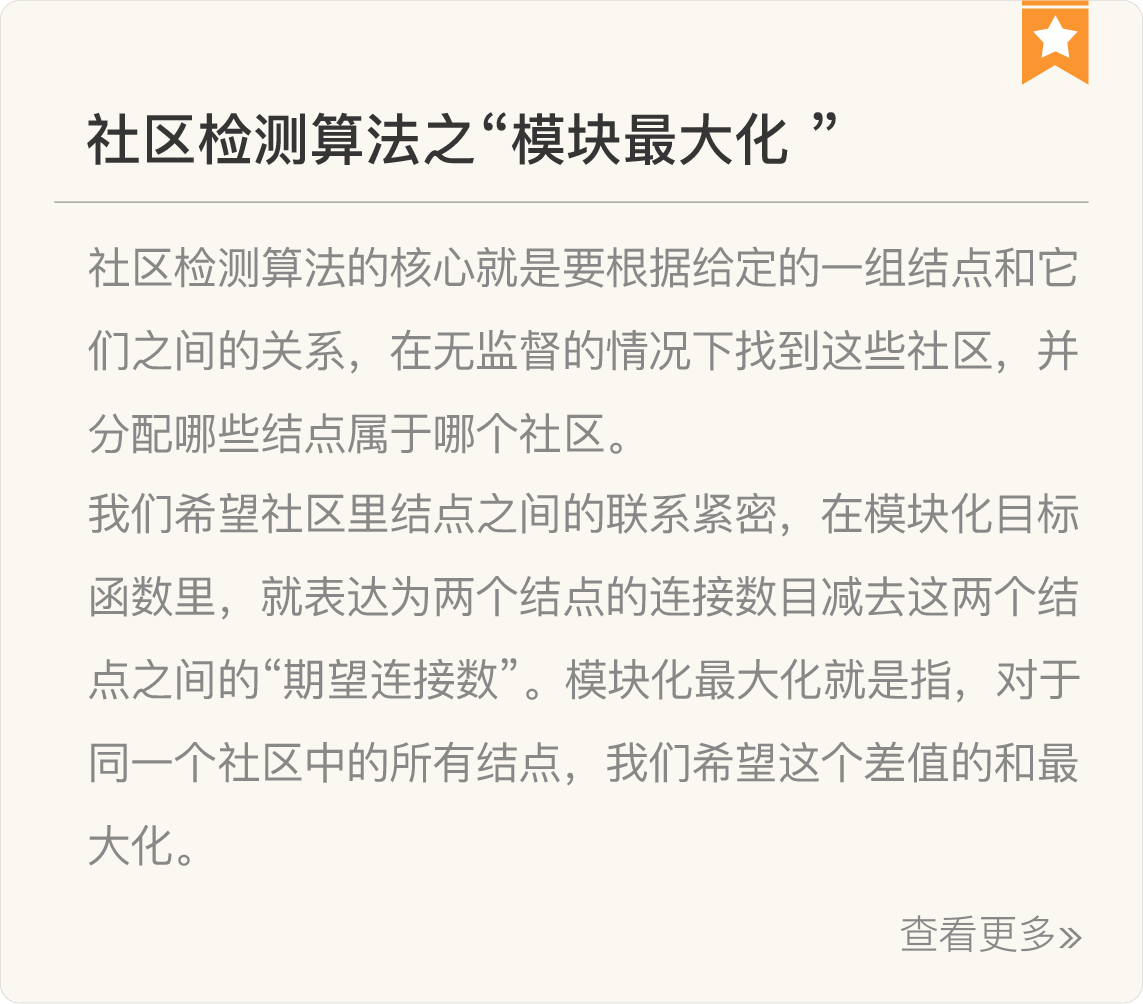 社区检测算法之“模块最大化 ”
社区检测算法的核心就是要根据给定的一组结点和它
们之间的关系，在无监督的情况下找到这些社区，并
分配哪些结点属于哪个社区。
我们希望社区里结点之间的联系紧密，在模块化目标
函数里，就表达为两个结点的连接数目减去这两个结
点之间的“期望连接数”。模块化最大化就是指，对于
同一个社区中的所有结点，我们希望这个差值的和最
大化。
查看更多»